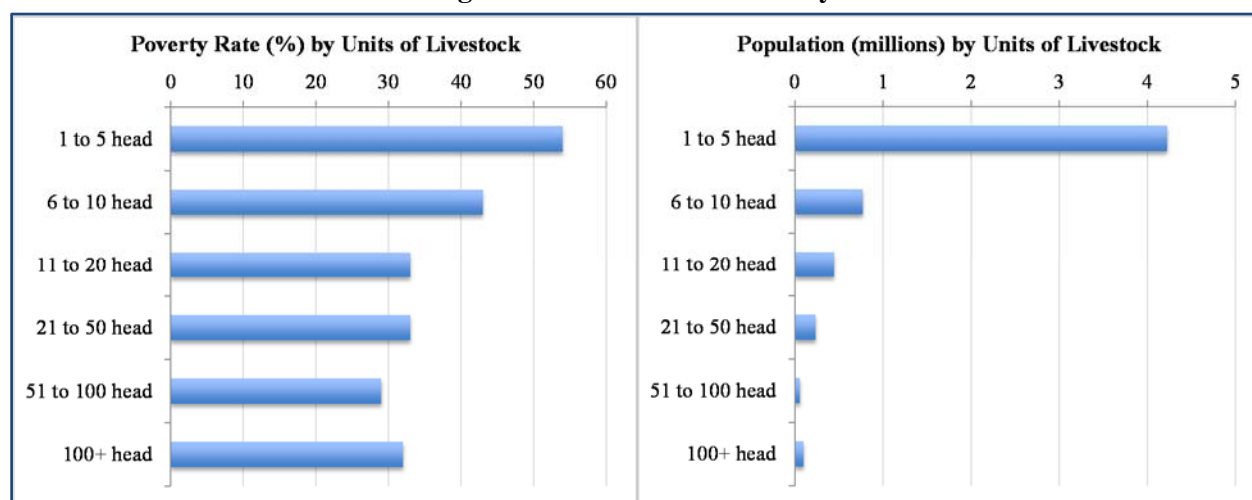 Poverty Rate (%) by Units of Livestock
0 10 20 30 40 50 60
1 to 5 head
6 to 10 head
11 to 20 head
21 to 50 head
51 to 100 head
100+ head
Population (millions) by Units of Livestock
0 1 2 3 4 5
1 to 5 head
6 to 10 head
11 to 20 head
21 to 50 head
51 to 100 head
100+ head